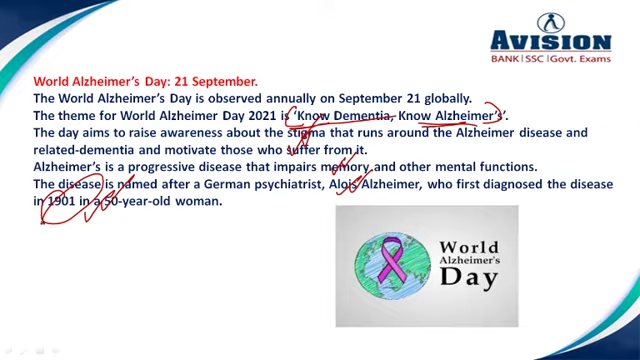 AVISION
BANK|SSC|Govt. Exams
World Alzheimer's Day: 21 September.
The World Alzheimer's Day is observed annually on September 21 globally.
The theme for World Alzheimer Day 2021 is 'Know Dementia, Know Alzheimer's'.
The day aims to raise awareness about the stigma that runs around the Alzheimer disease and
related-dementia and motivate those who suffer from it.
Alzheimer's is a progressive disease that impairs memory and other mental functions.
The disease is named after a German psychiatrist, Alois Alzheimer, who first diagnosed the disease
in 1901 in a 50-year-old woman.
World
Alzheimer's
Day